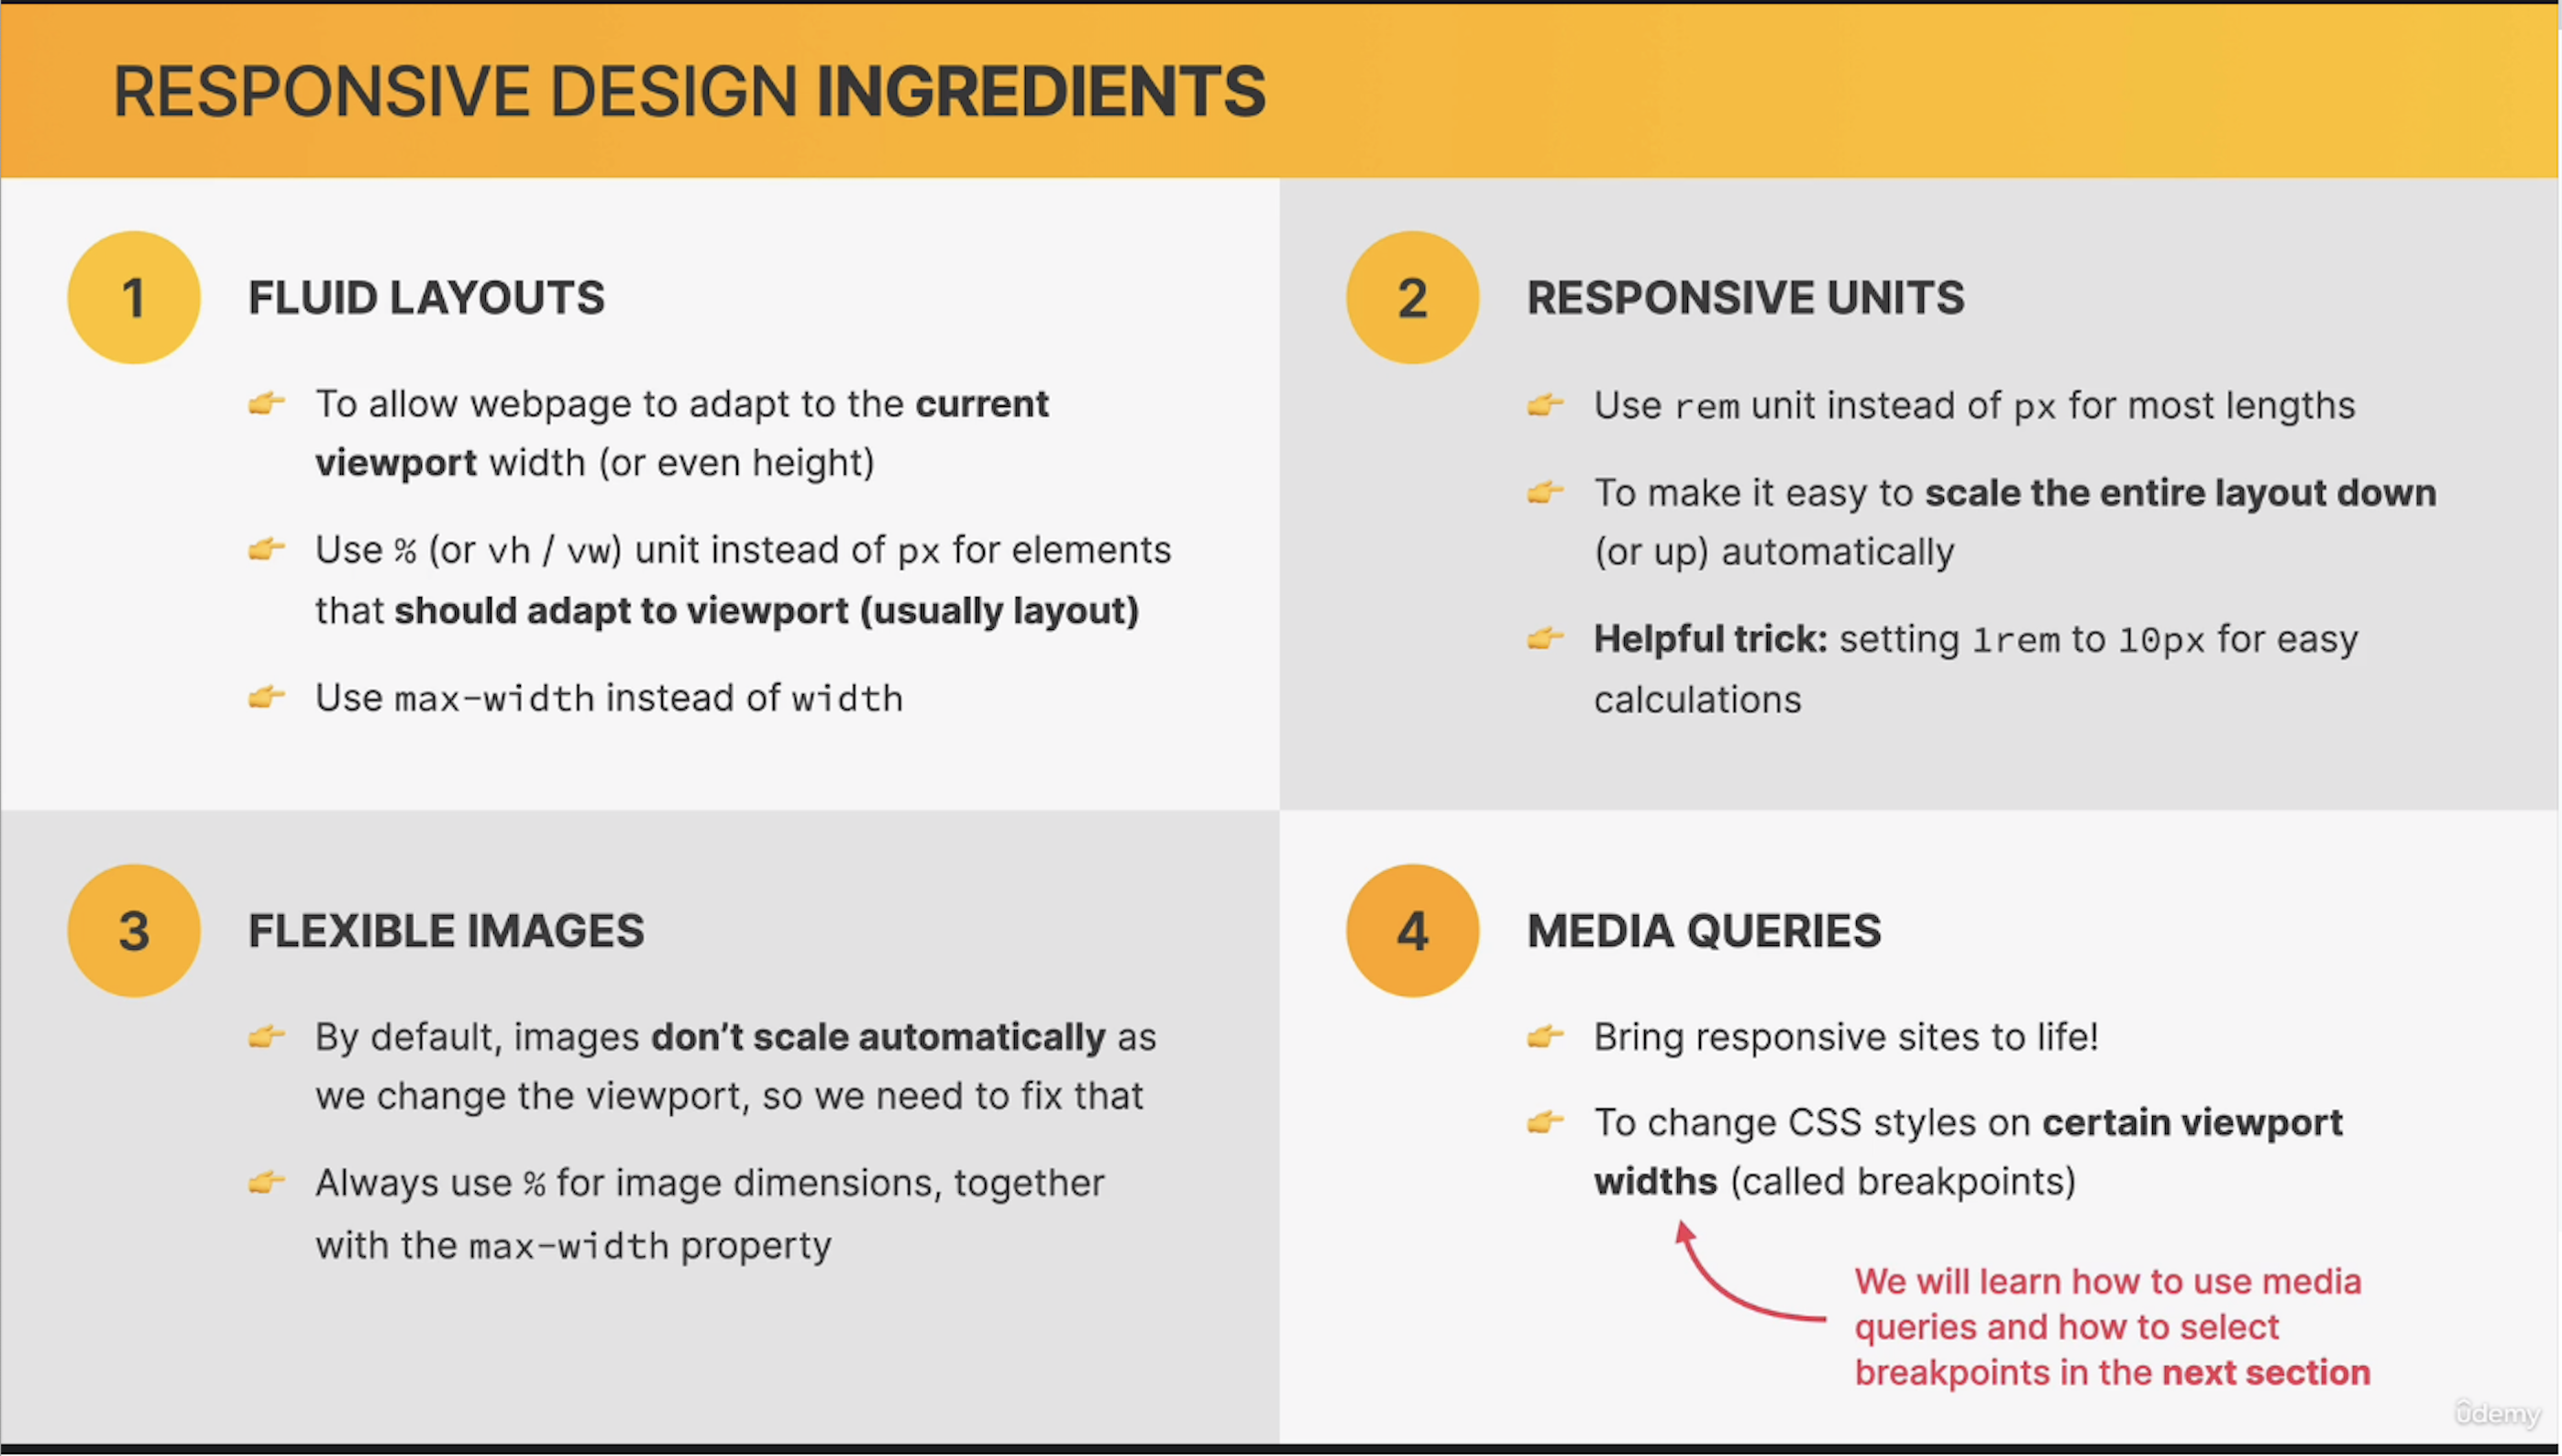 RESPONSIVE DESIGN INGREDIENTS
1
FLUID LAYOUTS
To allow webpage to adapt to the current
viewport width (or even height)
Use % (or vh / vw) unit instead of px for elements
that should adapt to viewport (usually layout)
Use max-width instead of width
2
RESPONSIVE UNITS
Use rem unit instead of px for most lengths
To make it easy to scale the entire layout down
(or up) automatically
Helpful trick: setting 1rem to 10px for easy
calculations
3
FLEXIBLE IMAGES
By default, images don’t scale automatically as
we change the viewport, so we need to fix that
Always use % for image dimensions, together
with the max-width property
4
MEDIA QUERIES
Bring responsive sites to life!
To change CSS styles on certain viewport
widths (called breakpoints)
We will learn how to use media
queries and how to select
breakpoints in the next section
ûdemy